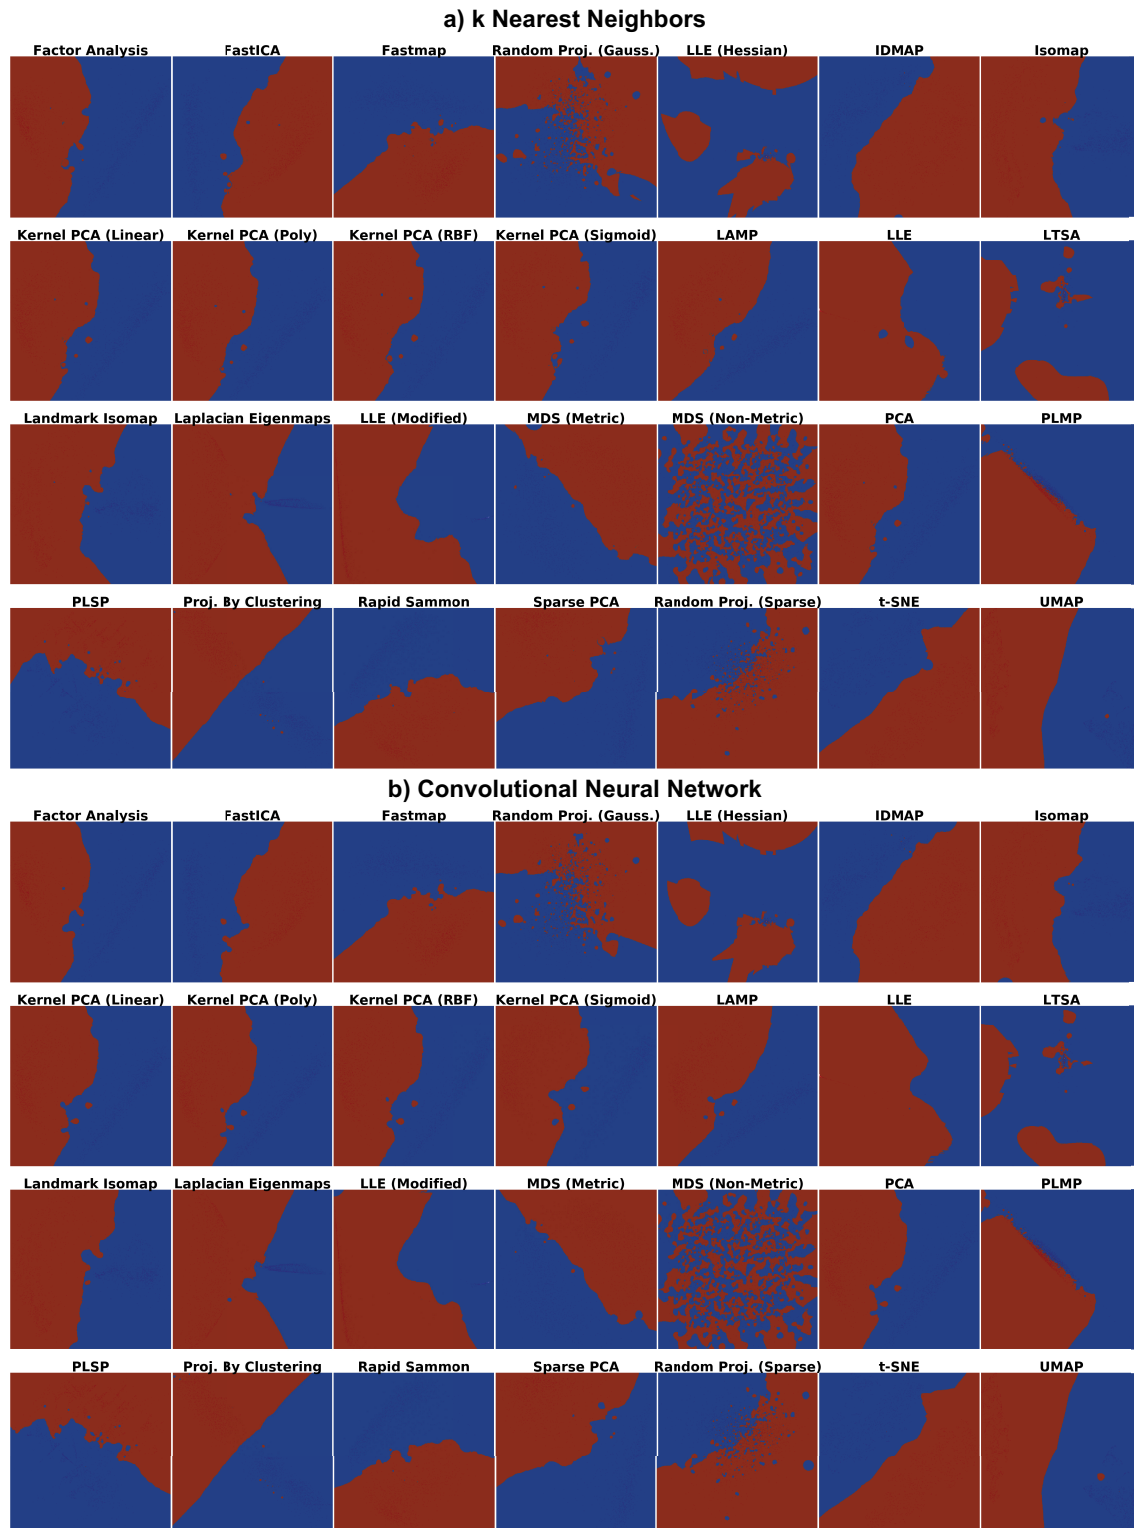 a) k Nearest Neighbors
Factor Analysis FastICA Fastmap Random Proj. (Gauss.) LLE (Hessian) IDMAP Isomap
Kernel PCA (Linear) Kernel PCA (Poly) Kernel PCA (RBF) Kernel PCA (Sigmoid) LAMP LLE LTSA
Landmark Isomap Laplacian Eigenmaps LLE (Modified) MDS (Metric) MDS (Non-Metric) PCA PLMP
PLSP Proj. By Clustering Rapid Sammon Sparse PCA Random Proj. (Sparse) t-SNE UMAP
b) Convolutional Neural Network
Factor Analysis FastICA Fastmap Random Proj. (Gauss.) LLE (Hessian) IDMAP Isomap
Kernel PCA (Linear) Kernel PCA (Poly) Kernel PCA (RBF) Kernel PCA (Sigmoid) LAMP LLE LTSA
Landmark Isomap Laplacian Eigenmaps LLE (Modified) MDS (Metric) MDS (Non-Metric) PCA PLMP
PLSP Proj. By Clustering Rapid Sammon Sparse PCA Random Proj. (Sparse) t-SNE UMAP